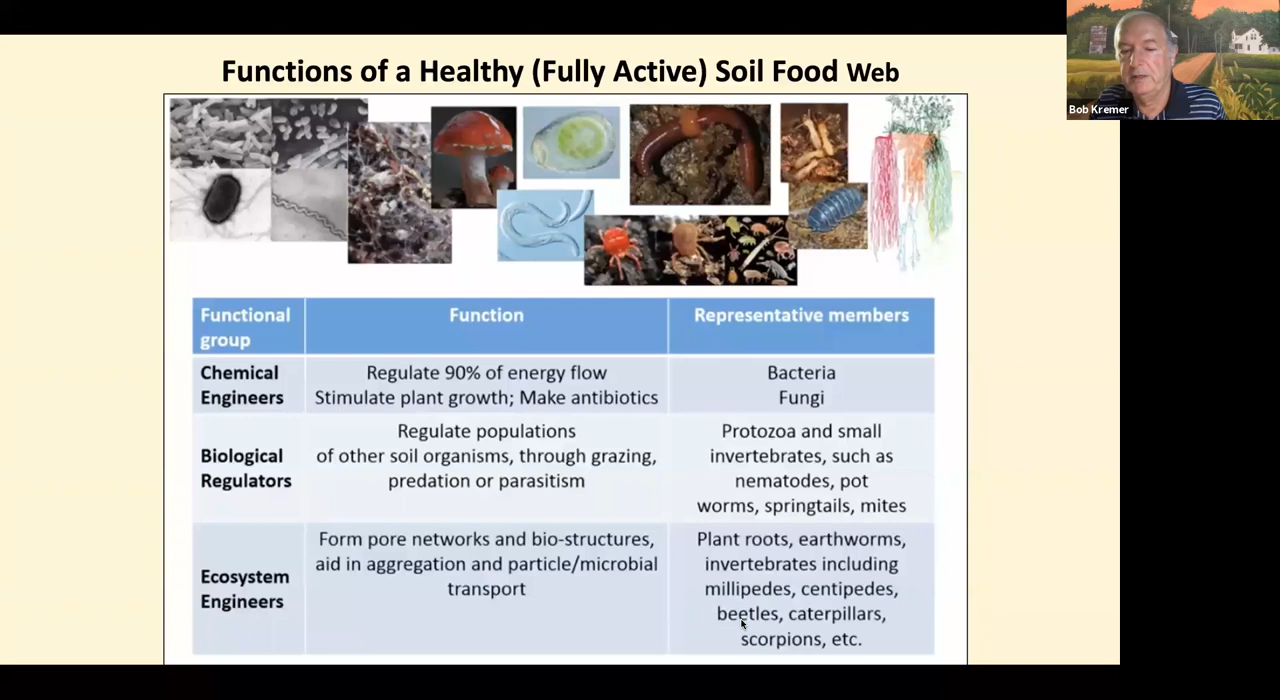 Functions of a Healthy (Fully Active) Soil Food Web
Bob Kremer
Functional
group
Function
Representative members
Chemical
Engineers
Regulate 90% of energy flow
Stimulate plant growth; Make antibiotics
Bacteria
Fungi
Biological
Regulators
Regulate populations
of other soil organisms, through grazing,
predation or parasitism
Protozoa and small
invertebrates, such as
nematodes, pot
worms, springtails, mites
Ecosystem
Engineers
Form pore networks and bio-structures,
aid in aggregation and particle/microbial
transport
Plant roots, earthworms,
invertebrates including
millipedes, centipedes,
beetles, caterpillars,
scorpions, etc.